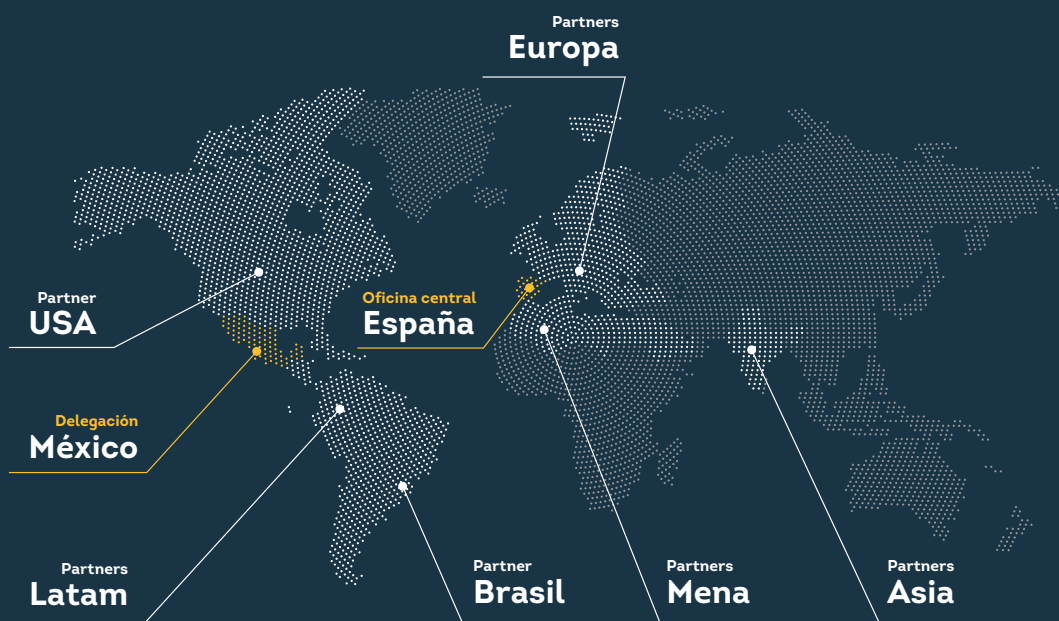 Partners
Europa
Partner
USA
Oficina central
España
Delegación
México
Partners
Latam
Partner
Brasil
Partners
Mena
Partners
Asia